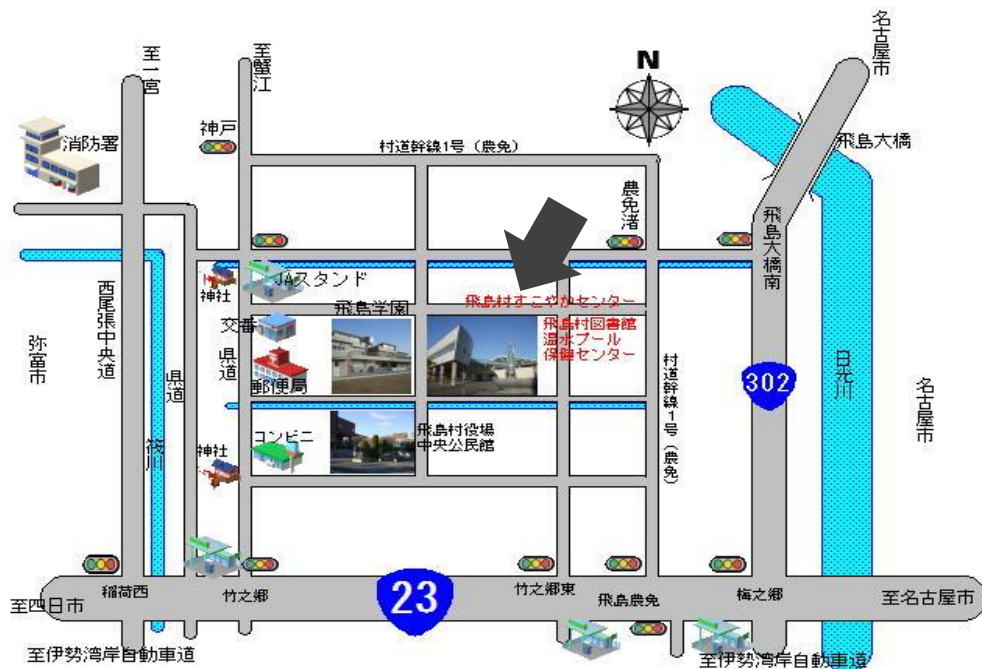 名古屋市
至一宮
至蟹江
N
消防署
神戸
村道幹線1号(農免)
飛島大橋
農免渚
飛島大橋南
神社
JAスタンド
飛島村すこやかセンター
飛島学園
西尾張中央道
飛島村図書館
温水プール
保健センター
交番
弥富市
県道
県道
村道幹線1号(農免)
302
日光川
名古屋市
郵便局
筏川
神社
コンビニ
飛島村役場
中央公民館
稲荷西
竹之郷
23
竹之郷東
飛島農免
梅之郷
至四日市
至名古屋市
至伊勢湾岸自動車道
至伊勢湾岸自動車道